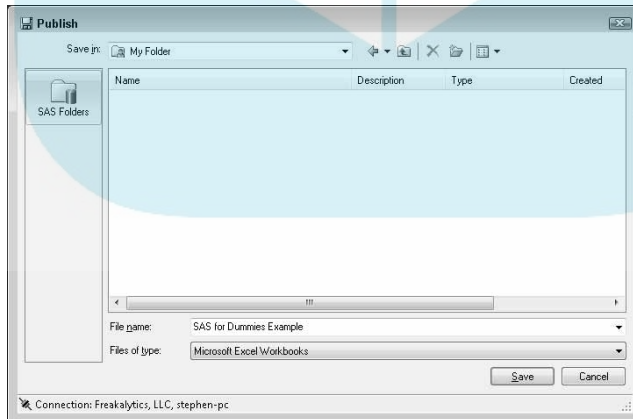 Publish
Save in: My Folder
SAS Folders
Name Description Type Created
File name: SAS for Dummies Example
Files of type: Microsoft Excel Workbooks
Save Cancel
Connection: Freakalytics, LLC, stephen-pc